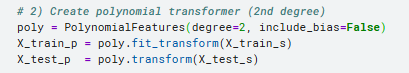 # 2) Create polynomial transformer (2nd degree)
poly = PolynomialFeatures(degree=2, include_bias=False)
X_train_p = poly.fit_transform(X_train_s)
X_test_p  = poly.transform(X_test_s)